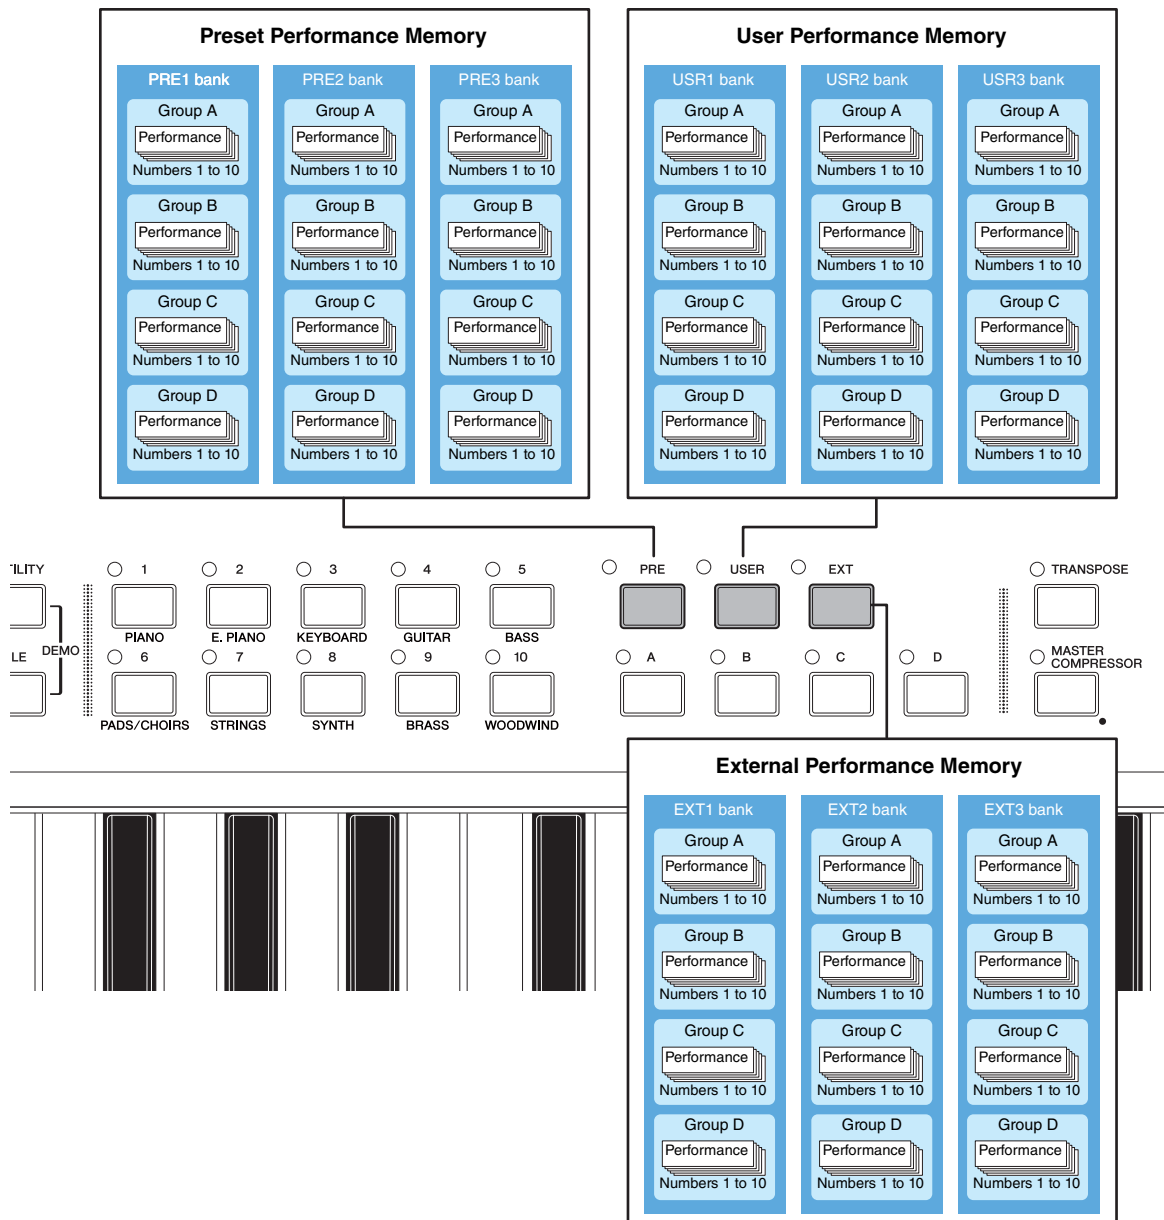 Preset Performance Memory
PRE1 bank PRE2 bank PRE3 bank
Group A Group A Group A
Performance Performance Performance
Numbers 1 to 10 Numbers 1 to 10 Numbers 1 to 10
Group B Group B Group B
Performance Performance Performance
Numbers 1 to 10 Numbers 1 to 10 Numbers 1 to 10
Group C Group C Group C
Performance Performance Performance
Numbers 1 to 10 Numbers 1 to 10 Numbers 1 to 10
Group D Group D Group D
Performance Performance Performance
Numbers 1 to 10 Numbers 1 to 10 Numbers 1 to 10
User Performance Memory
USR1 bank USR2 bank USR3 bank
Group A Group A Group A
Performance Performance Performance
Numbers 1 to 10 Numbers 1 to 10 Numbers 1 to 10
Group B Group B Group B
Performance Performance Performance
Numbers 1 to 10 Numbers 1 to 10 Numbers 1 to 10
Group C Group C Group C
Performance Performance Performance
Numbers 1 to 10 Numbers 1 to 10 Numbers 1 to 10
Group D Group D Group D
Performance Performance Performance
Numbers 1 to 10 Numbers 1 to 10 Numbers 1 to 10
TILITY 1 2 3 4 5 PRE USER EXT TRANSPOSE
PIANO E. PIANO KEYBOARD GUITAR BASS
DEMO
LE 6 7 8 9 10 A B C D MASTER
COMPRESSOR
PADS/CHOIRS STRINGS SYNTH BRASS WOODWIND
External Performance Memory
EXT1 bank EXT2 bank EXT3 bank
Group A Group A Group A
Performance Performance Performance
Numbers 1 to 10 Numbers 1 to 10 Numbers 1 to 10
Group B Group B Group B
Performance Performance Performance
Numbers 1 to 10 Numbers 1 to 10 Numbers 1 to 10
Group C Group C Group C
Performance Performance Performance
Numbers 1 to 10 Numbers 1 to 10 Numbers 1 to 10
Group D Group D Group D
Performance Performance Performance
Numbers 1 to 10 Numbers 1 to 10 Numbers 1 to 10